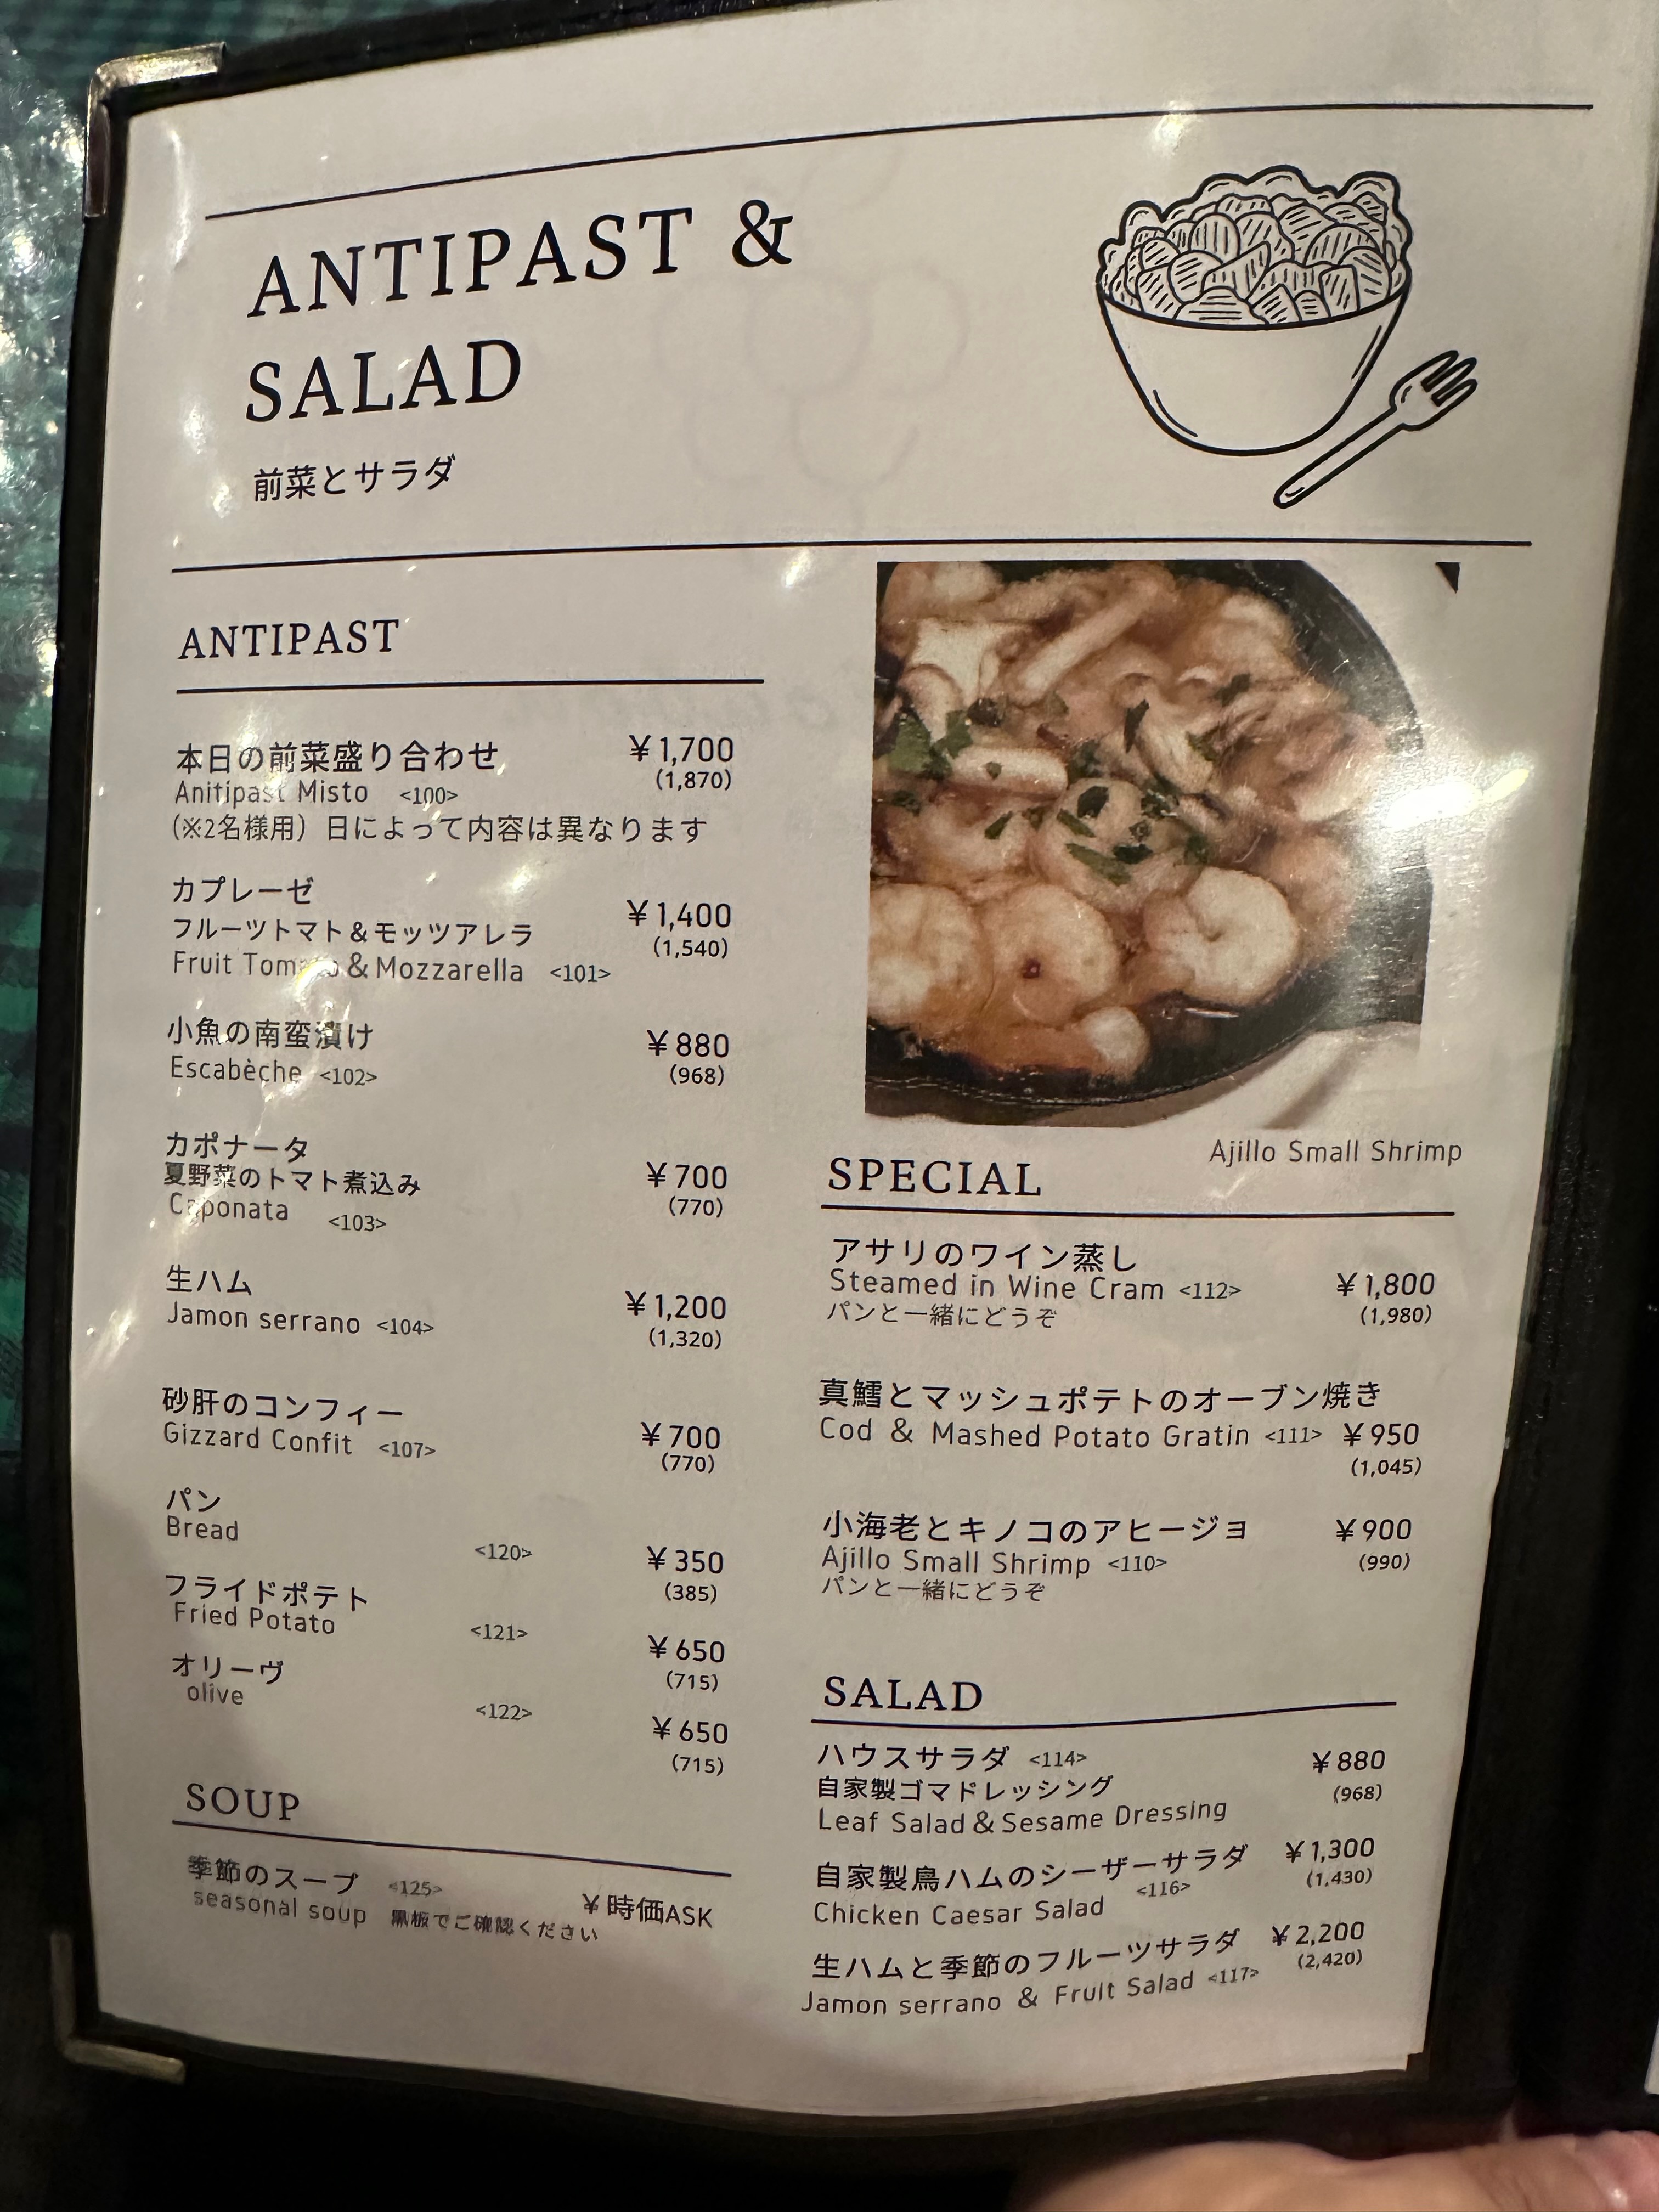 ANTIPAST &
SALAD
前菜とサラダ
ANTIPAST
本日の前菜盛り合わせ ¥1,700
Anitipast Misto <100> (1,870)
(※2名様用) 日によって内容は異なります
カプレーゼ
フルーツトマト&モッツアレラ ¥1,400
(1,540)
Fruit Tomato&Mozzarella <101>
小魚の南蛮漬け ¥880
Escabèche <102> (968)
カポナータ
夏野菜のトマト煮込み ¥700
Caponata <103> (770)
生ハム
Jamon serrano <104> ¥1,200
(1,320)
砂肝のコンフィー
Gizzard Confit <107> ¥700
(770)
パン
Bread
<120> ¥350
(385)
フライドポテト
Fried Potato
<121> ¥650
(715)
オリーヴ
olive
<122> ¥650
(715)
SOUP
季節のスープ <125>
seasonal soup 黒板でご確認ください
¥時価ASK
Ajillo Small Shrimp
SPECIAL
アサリのワイン蒸し
Steamed in Wine Cram <112> ¥1,800
パンと一緒にどうぞ (1,980)
真鱈とマッシュポテトのオーブン焼き
Cod & Mashed Potato Gratin <111> ¥950
(1,045)
小海老とキノコのアヒージョ ¥900
Ajillo Small Shrimp <110> (990)
パンと一緒にどうぞ
SALAD
ハウスサラダ <114> ¥880
自家製ゴマドレッシング (968)
Leaf Salad&Sesame Dressing
自家製鳥ハムのシーザーサラダ ¥1,300
<116> (1,430)
Chicken Caesar Salad
生ハムと季節のフルーツサラダ ¥2,200
(2,420)
Jamon serrano & Fruit Salad <117>